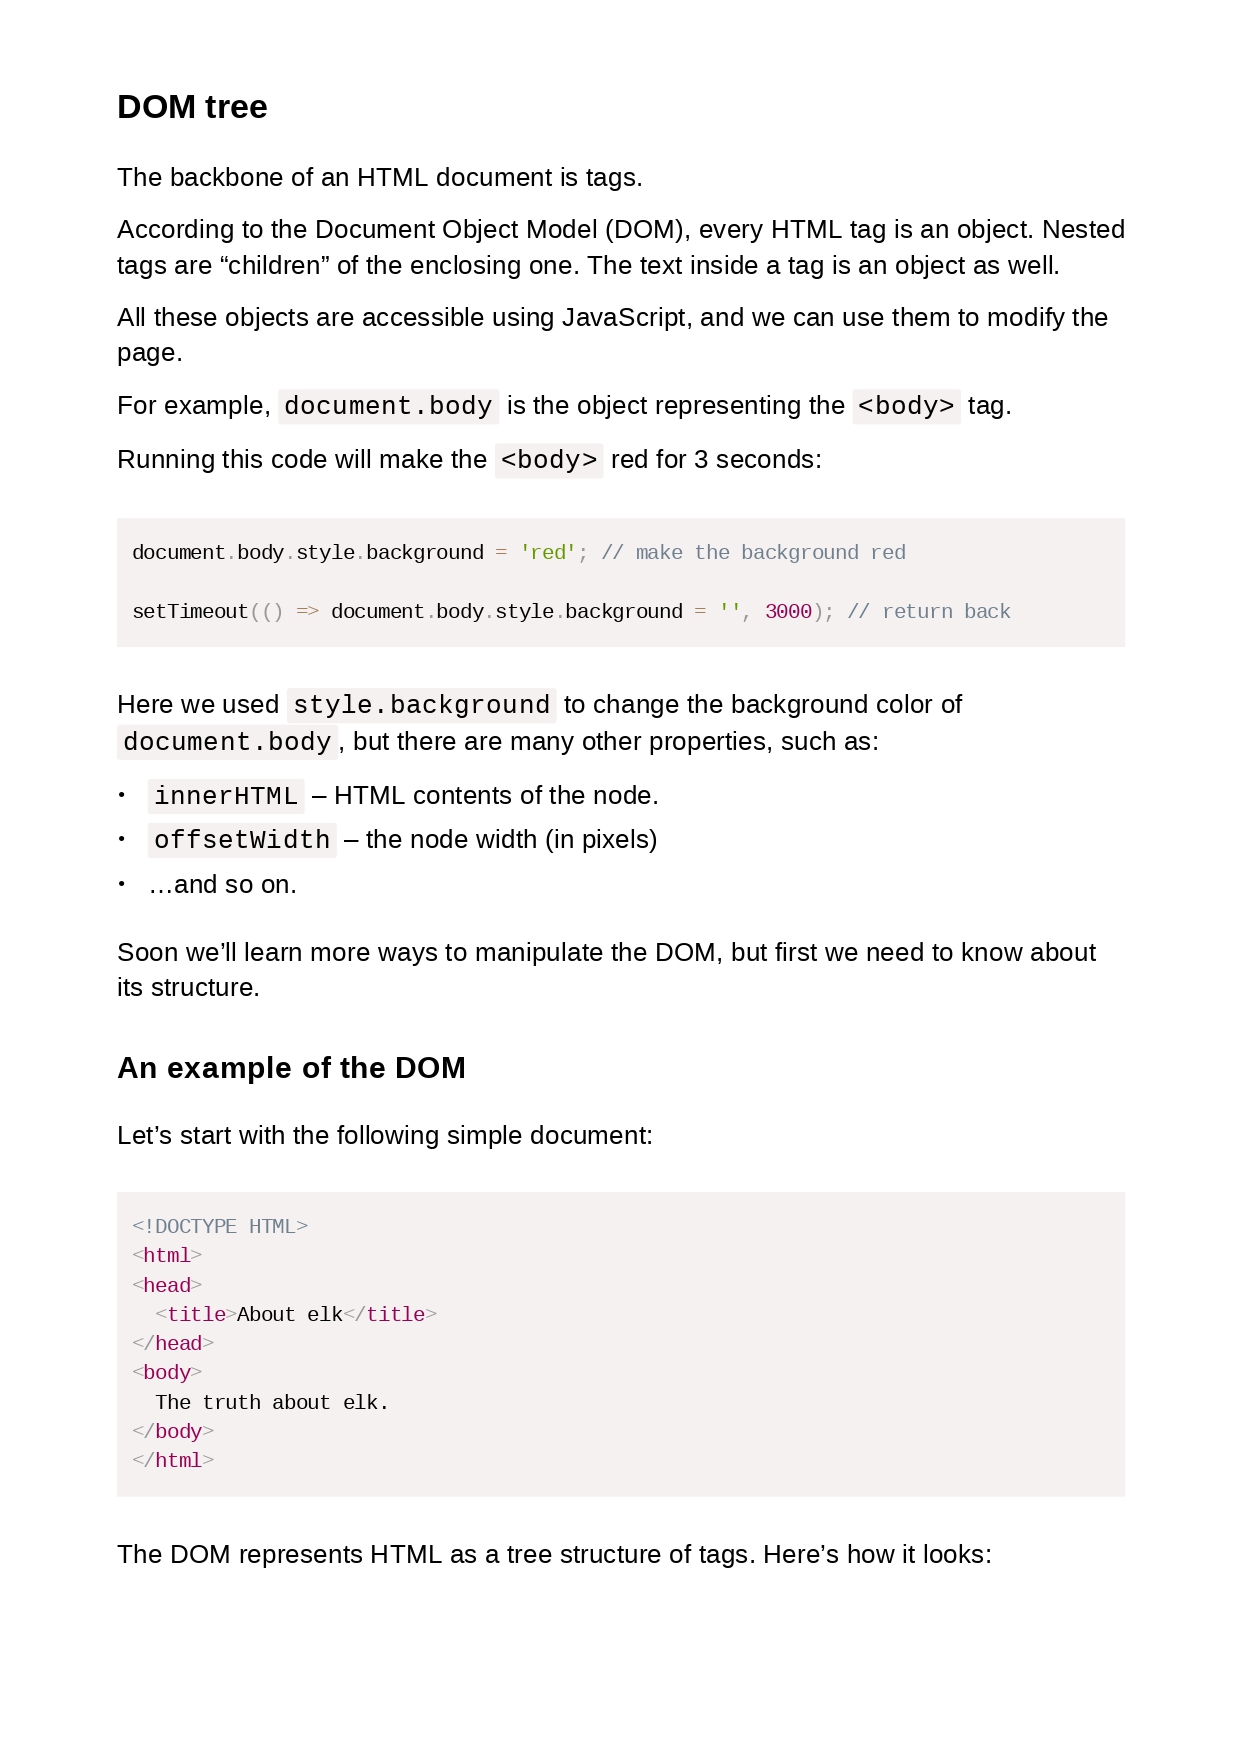 DOM tree
The backbone of an HTML document is tags.
According to the Document Object Model (DOM), every HTML tag is an object. Nested
tags are “children” of the enclosing one. The text inside a tag is an object as well.
All these objects are accessible using JavaScript, and we can use them to modify the
page.
For example, document.body is the object representing the <body> tag.
Running this code will make the <body> red for 3 seconds:
document.body.style.background = 'red'; // make the background red
setTimeout(() => document.body.style.background = '', 3000); // return back
Here we used style.background to change the background color of
document.body, but there are many other properties, such as:
• innerHTML – HTML contents of the node.
• offsetWidth – the node width (in pixels)
• …and so on.
Soon we’ll learn more ways to manipulate the DOM, but first we need to know about
its structure.
An example of the DOM
Let’s start with the following simple document:
<!DOCTYPE HTML>
<html>
<head>
  <title>About elk</title>
</head>
<body>
  The truth about elk.
</body>
</html>
The DOM represents HTML as a tree structure of tags. Here’s how it looks: